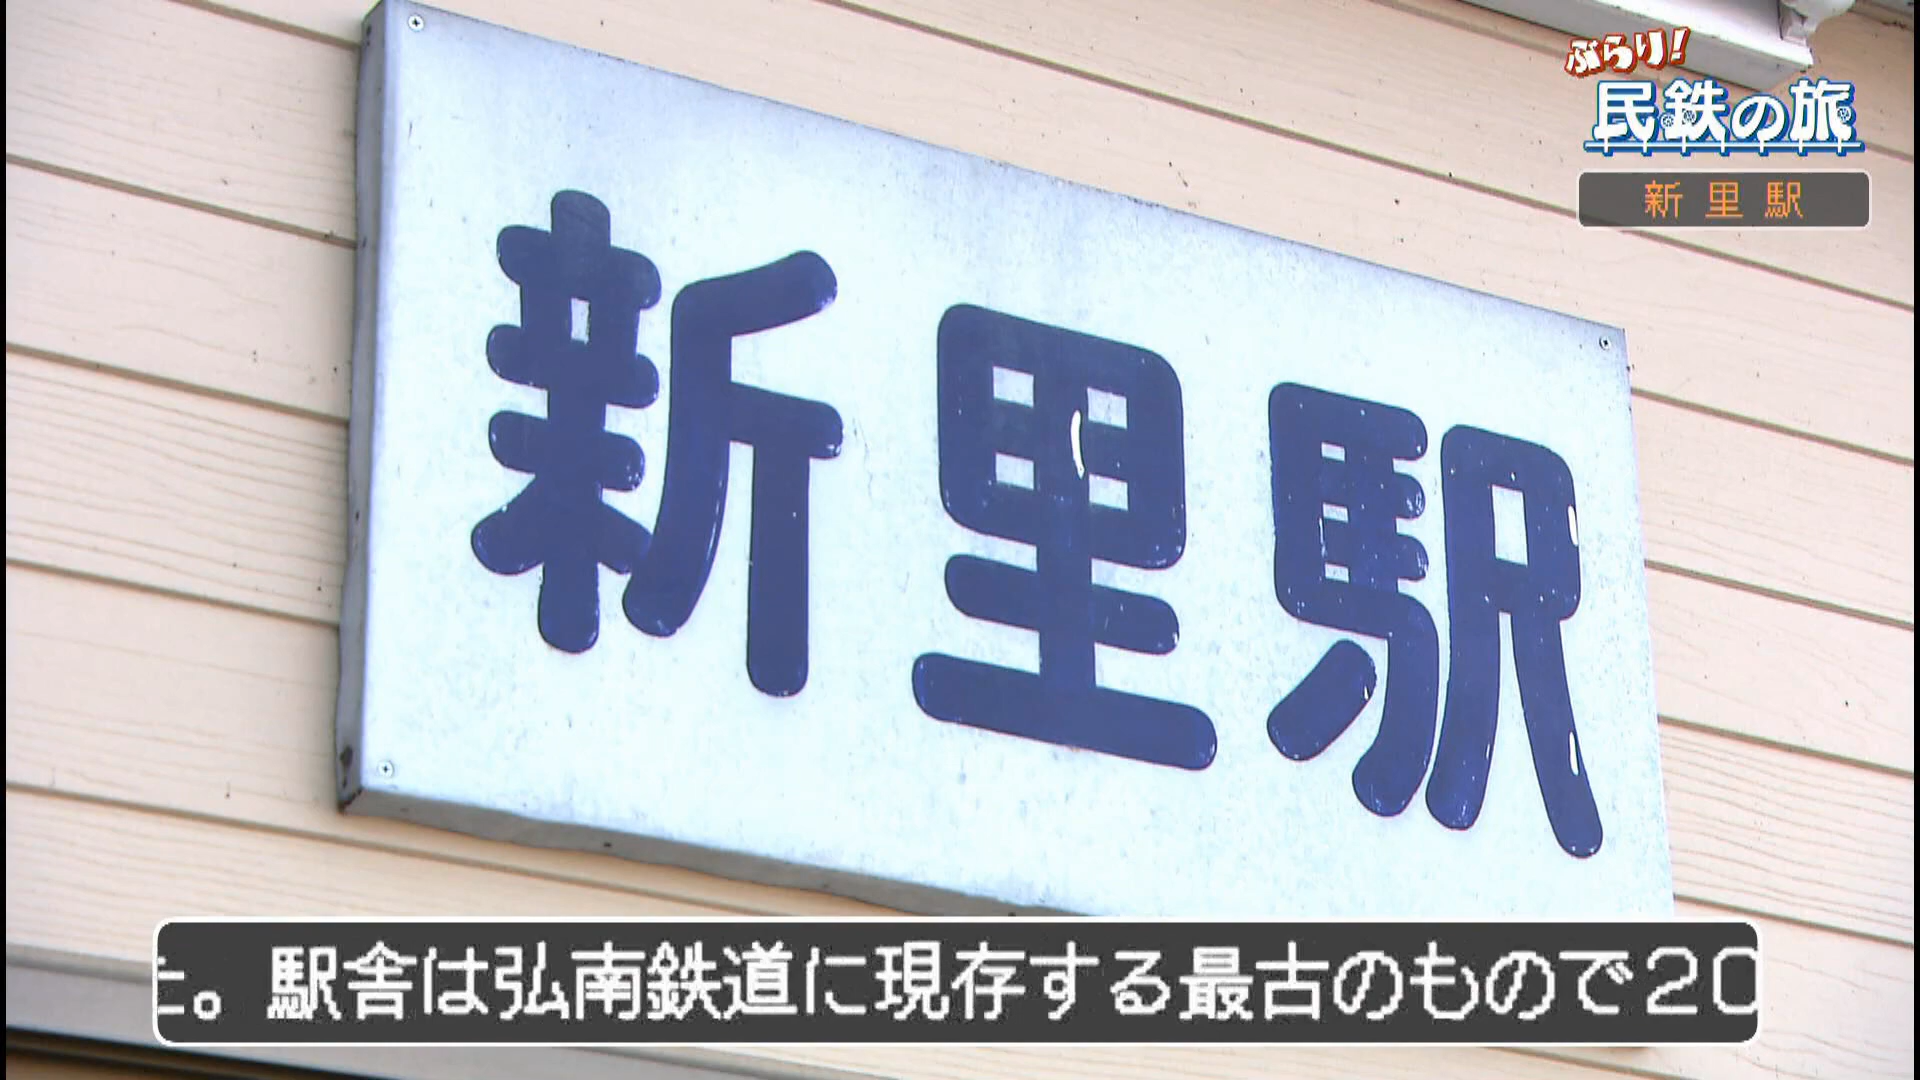 ぶらり!
民鉄の旅
新里駅
新里駅
た。駅舎は弘南鉄道に現存する最古のもので20